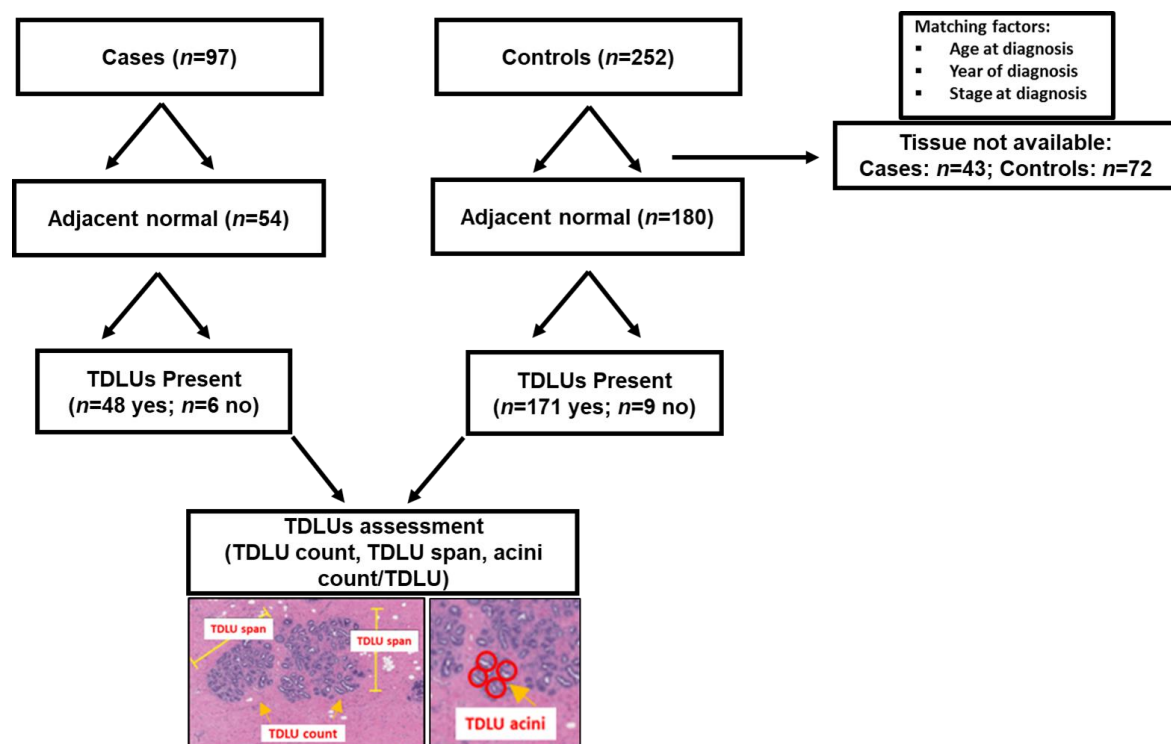 Cases (n=97)
Controls (n=252)
Matching factors:
▪ Age at diagnosis
▪ Year of diagnosis
▪ Stage at diagnosis
Tissue not available:
Cases: n=43; Controls: n=72
Adjacent normal (n=54)
Adjacent normal (n=180)
TDLUs Present
(n=48 yes; n=6 no)
TDLUs Present
(n=171 yes; n=9 no)
TDLUs assessment
(TDLU count, TDLU span, acini
count/TDLU)
TDLU span
TDLU span
TDLU count
TDLU acini